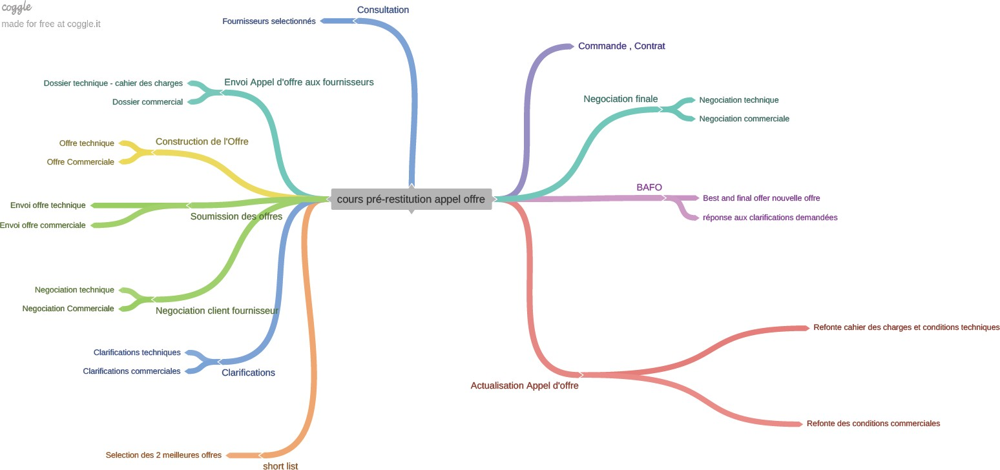 coggle
made for free at coggle.it
Consultation
Fournisseurs selectionnés
Envoi Appel d'offre aux fournisseurs
Dossier technique - cahier des charges
Dossier commercial
Construction de l'Offre
Offre technique
Offre Commerciale
Soumission des offres
Envoi offre technique
Envoi offre commerciale
Negociation client fournisseur
Negociation technique
Negociation Commerciale
Clarifications
Clarifications techniques
Clarifications commerciales
short list
Selection des 2 meilleures offres
cours pré-restitution appel offre
Commande , Contrat
Negociation finale
Negociation technique
Negociation commerciale
BAFO
Best and final offer nouvelle offre
réponse aux clarifications demandées
Actualisation Appel d'offre
Refonte cahier des charges et conditions techniques
Refonte des conditions commerciales